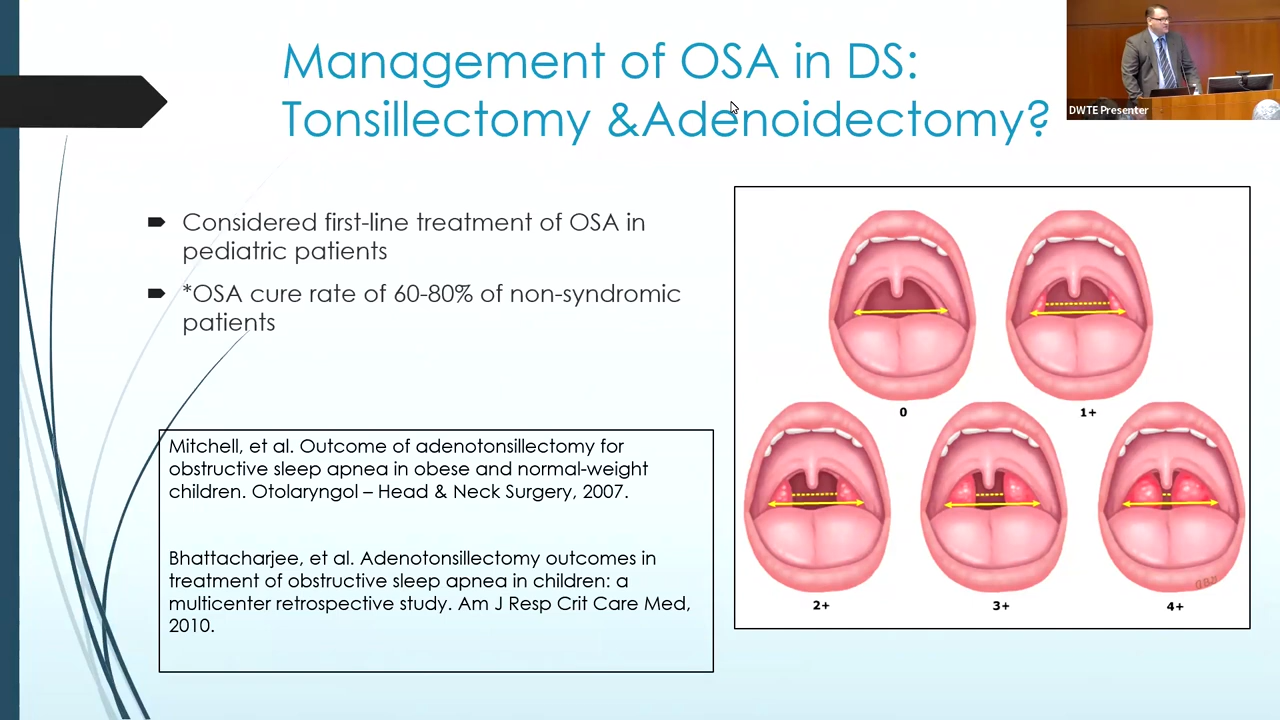 Management of OSA in DS:
Tonsillectomy &Adenoidectomy?
DWTE Presenter
Considered first-line treatment of OSA in
pediatric patients
*OSA cure rate of 60-80% of non-syndromic
patients
Mitchell, et al. Outcome of adenotonsillectomy for
obstructive sleep apnea in obese and normal-weight
children. Otolaryngol – Head & Neck Surgery, 2007.
Bhattacharjee, et al. Adenotonsillectomy outcomes in
treatment of obstructive sleep apnea in children: a
multicenter retrospective study. Am J Resp Crit Care Med,
2010.
0
1+
2+
3+
4+